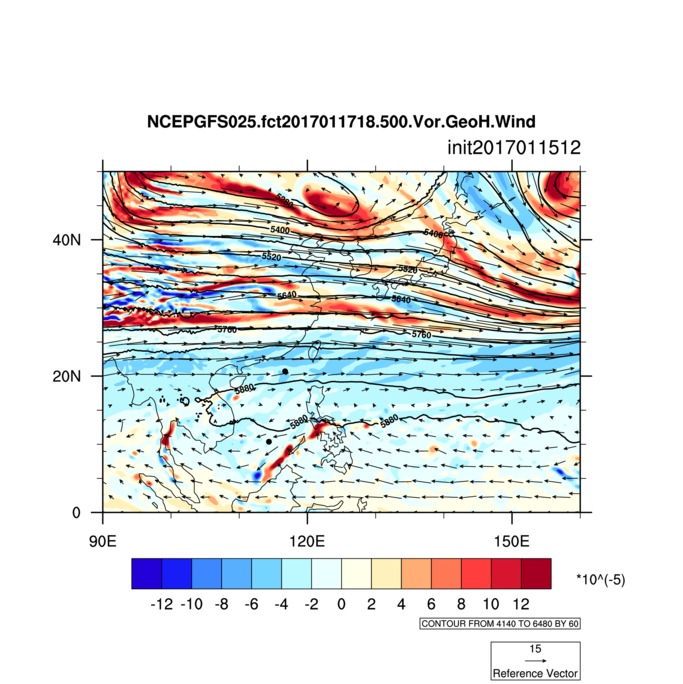 NCEPGFS025.fct2017011718.500.Vor.GeoH.Wind
init2017011512
5400
5400
5520
5520
5640
5640
5760
5760
5880
5880
5880
40N
20N
0
90E 120E 150E
-12 -10 -8 -6 -4 -2 0 2 4 6 8 10 12
*10^(-5)
CONTOUR FROM 4140 TO 6480 BY 60
15
Reference Vector